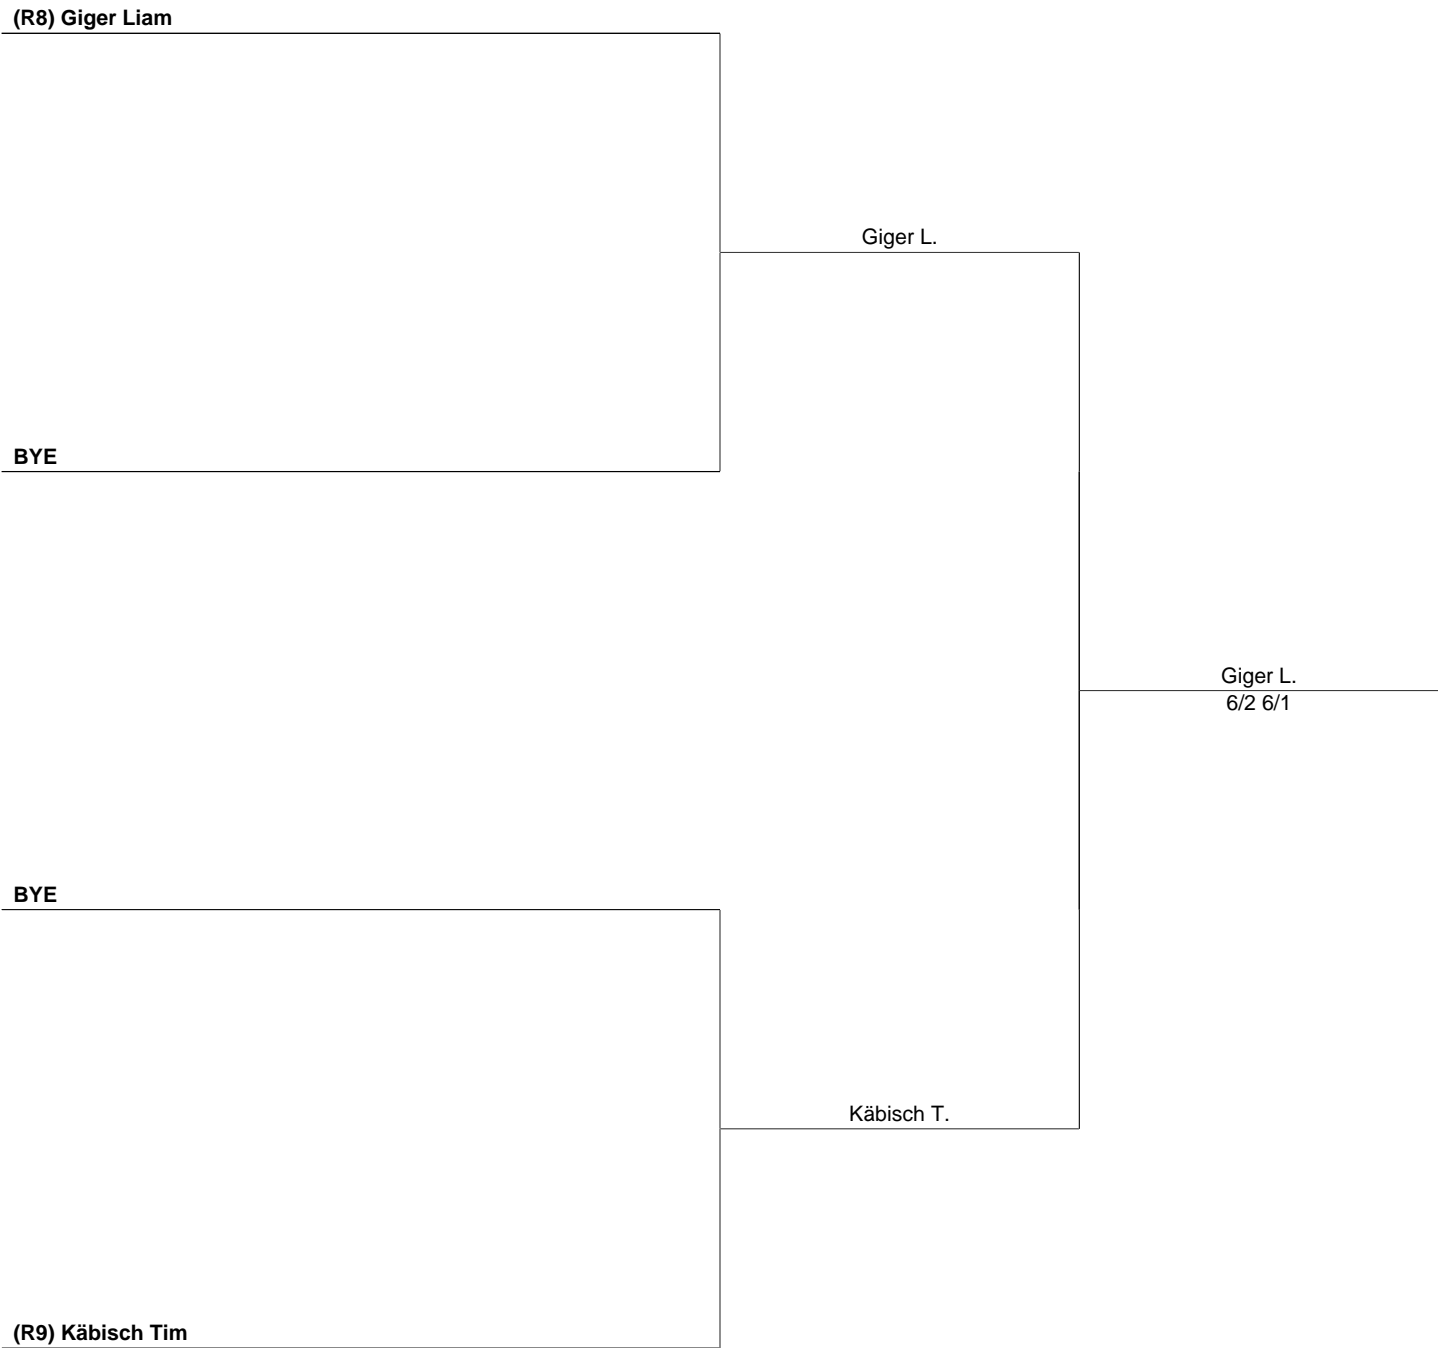 (R8) Giger Liam
Giger L.
BYE
Giger L.
6/2 6/1
BYE
Käbisch T.
(R9) Käbisch Tim